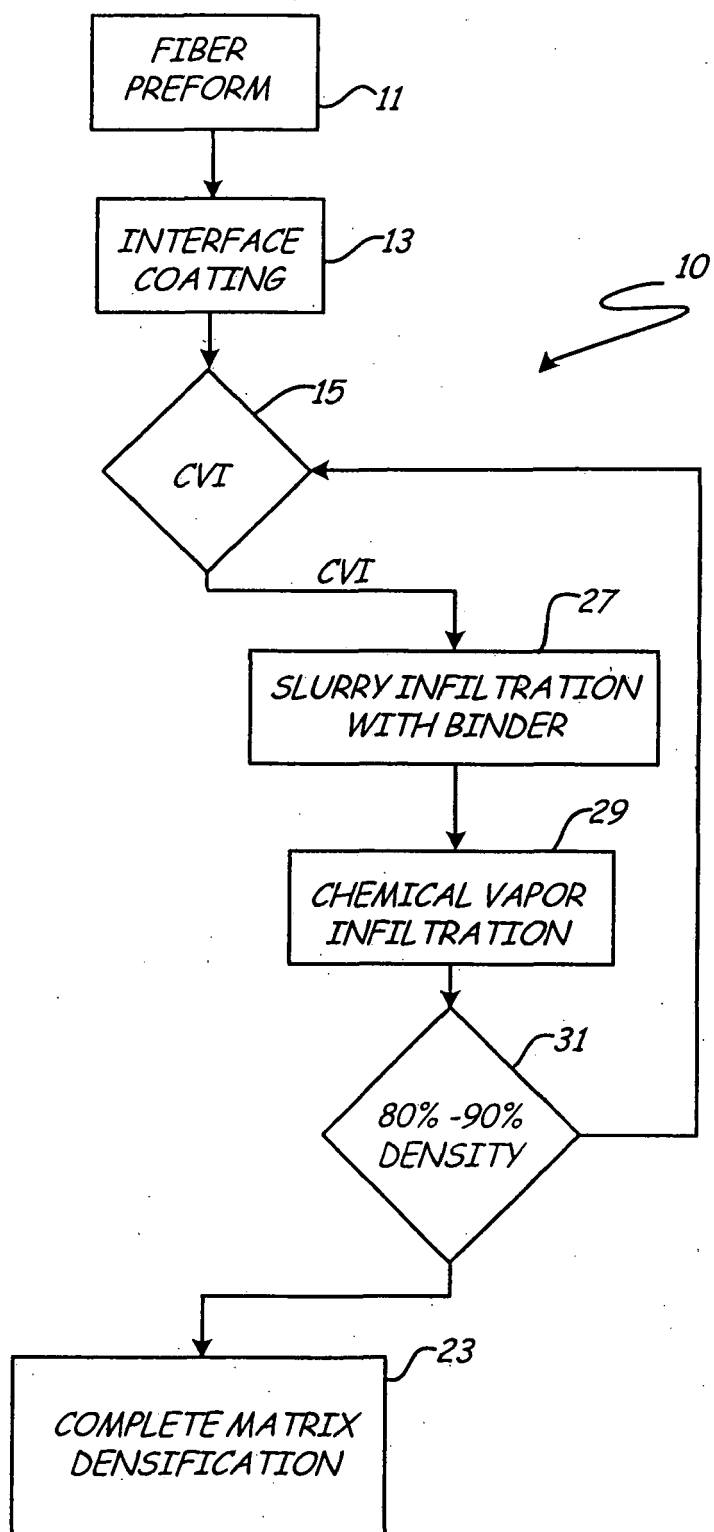 FIBER
PREFORM
11
INTERFACE
COATING
13
10
15
CVI
CVI
27
SLURRY INFILTRATION
WITH BINDER
29
CHEMICAL VAPOR
INFILTRATION
31
80% -90%
DENSITY
23
COMPLETE MATRIX
DENSIFICATION